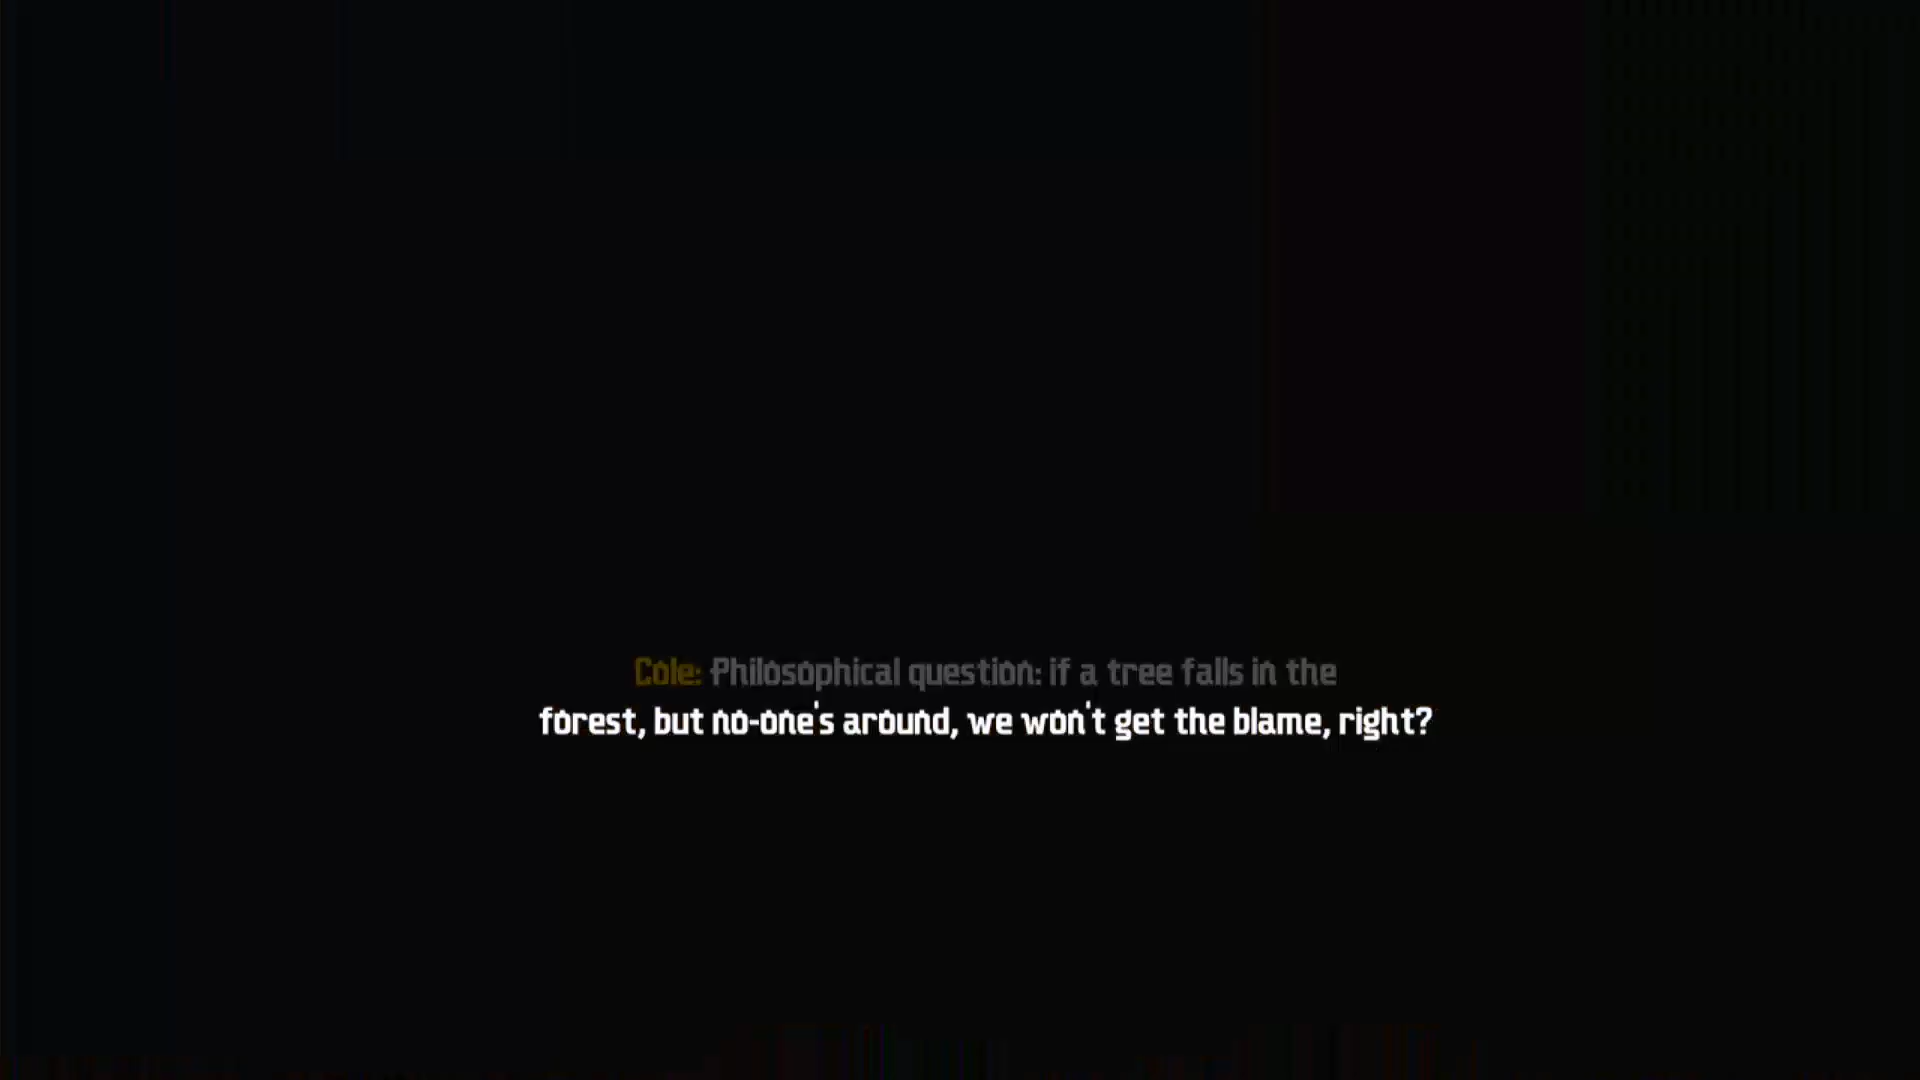 Cole: Philosophical question: if a tree falls in the
forest, but no-one's around, we won't get the blame, right?